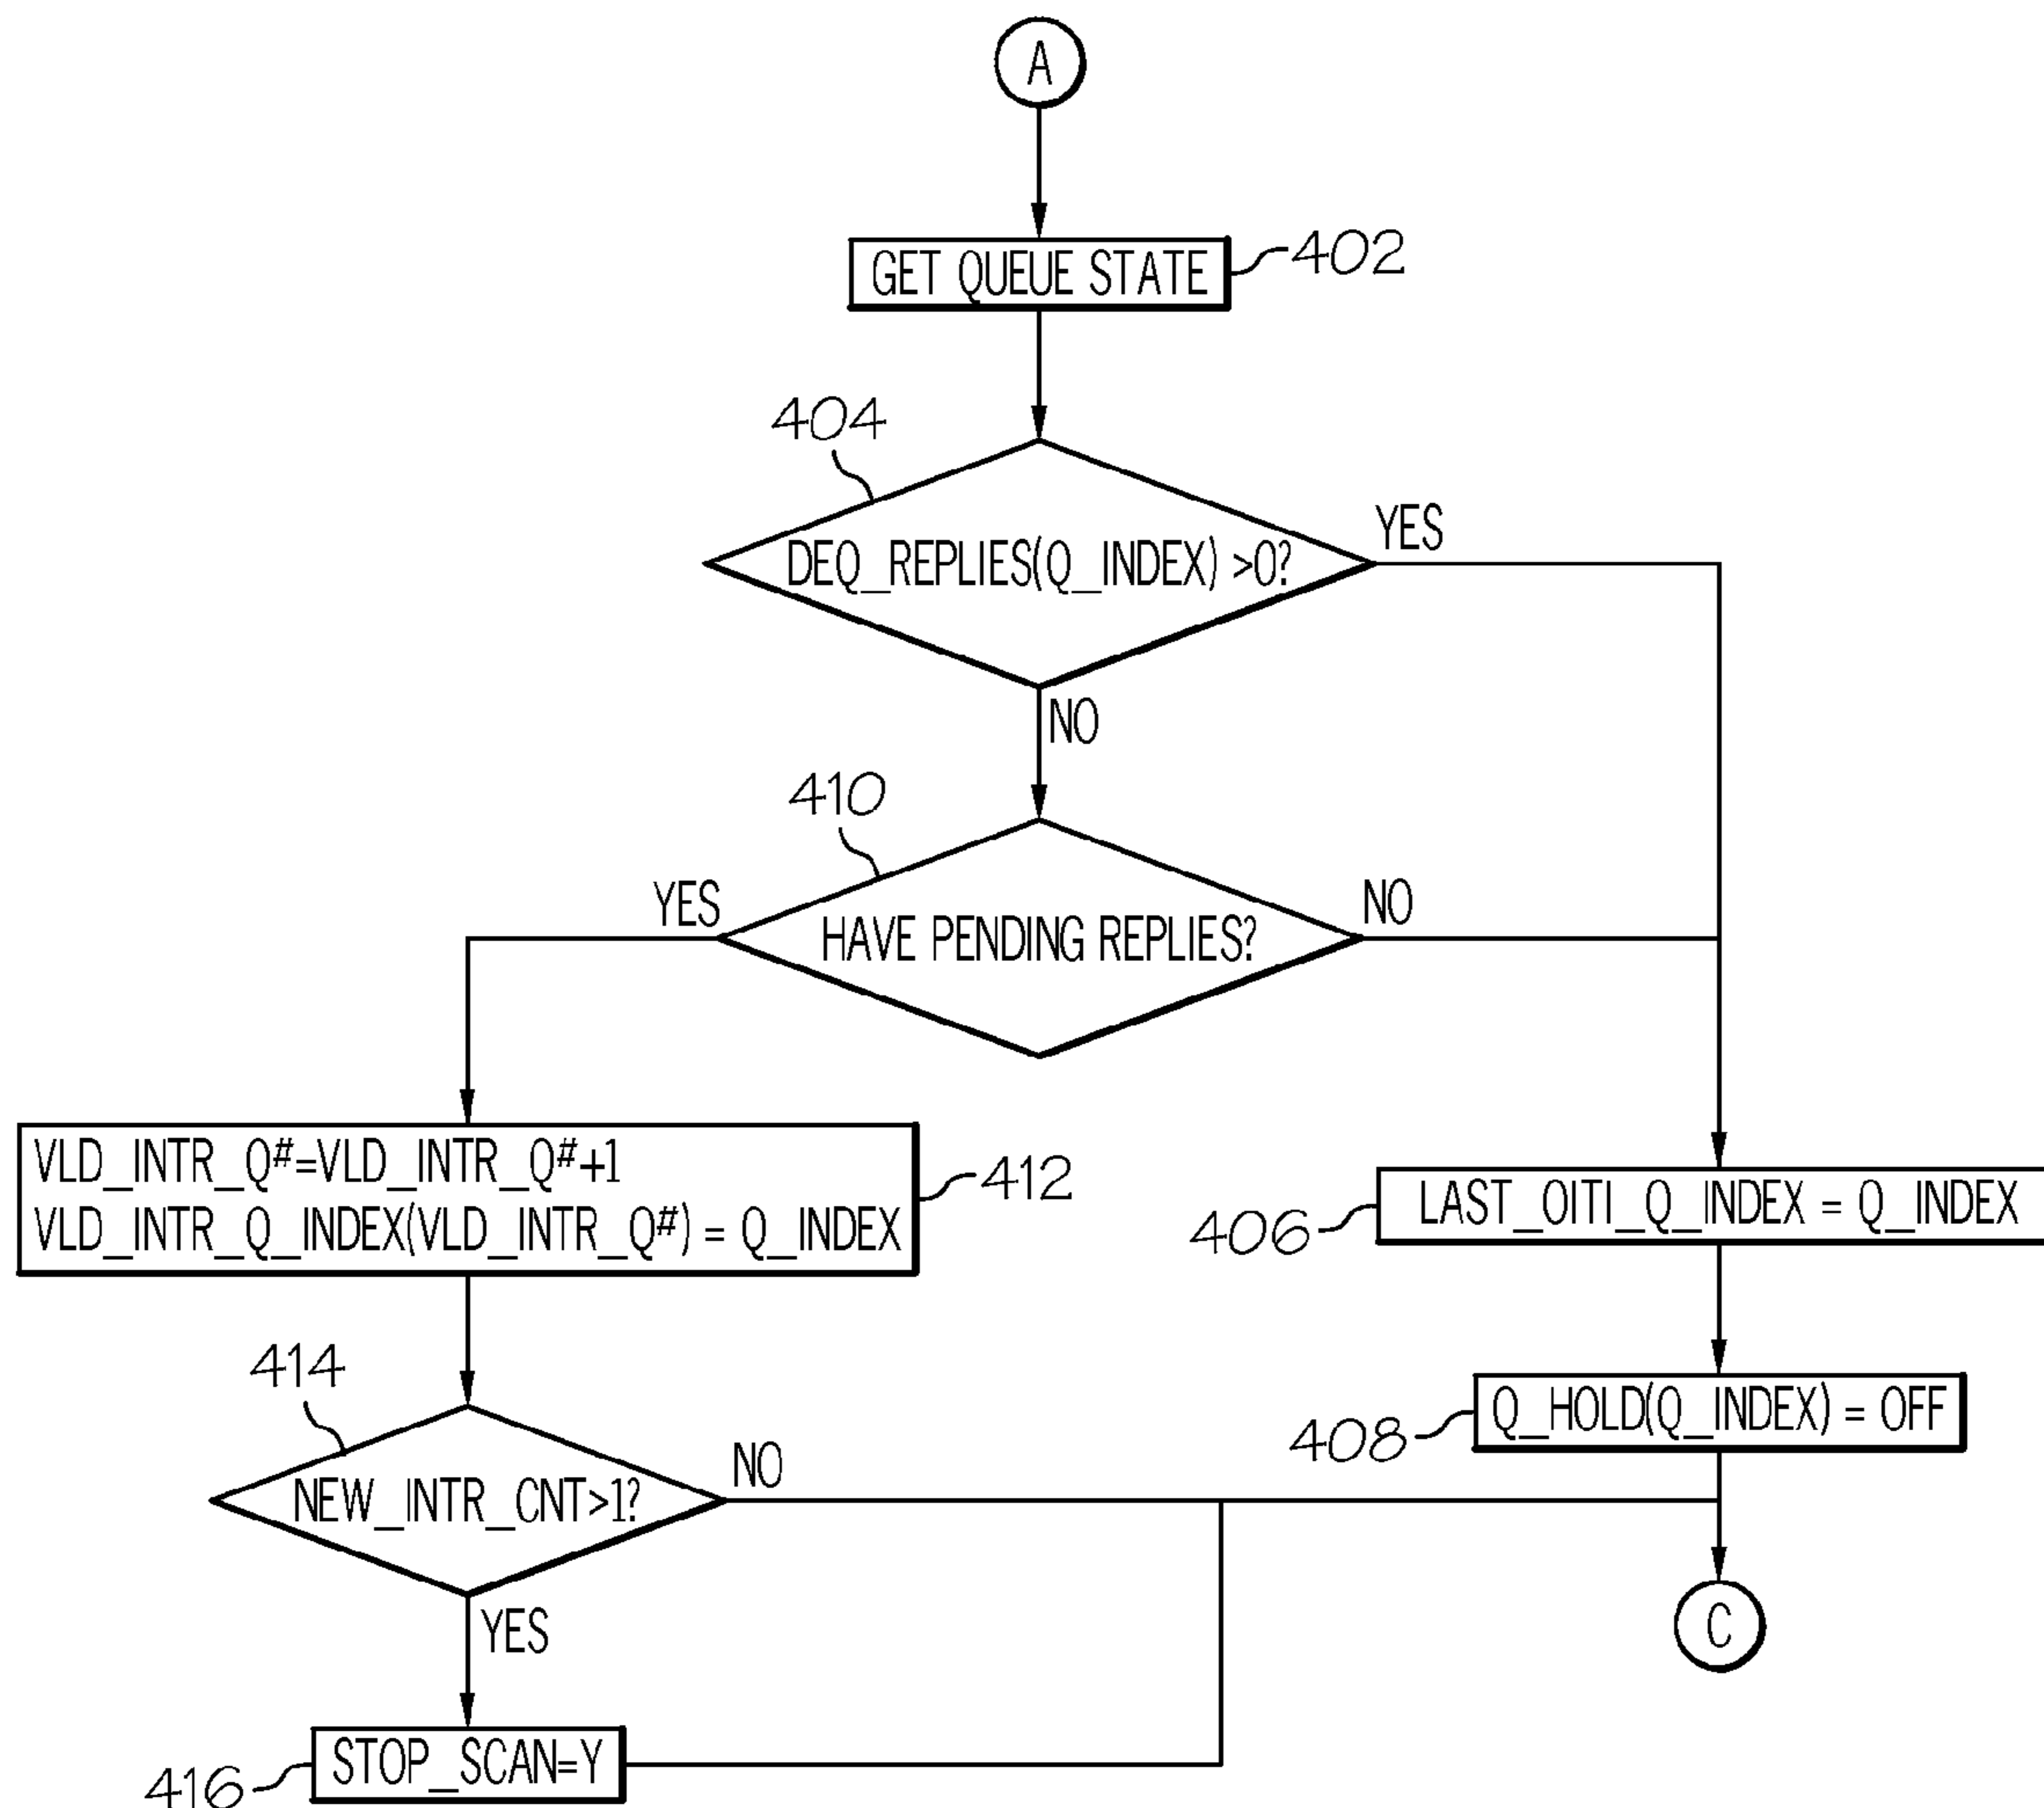 A
GET QUEUE STATE
402
404
DEQ_REPLIES(Q_INDEX) >0?
YES
NO
410
YES
HAVE PENDING REPLIES?
NO
VLD_INTR_Q#=VLD_INTR_Q#+1
VLD_INTR_Q_INDEX(VLD_INTR_Q#) = Q_INDEX
412
LAST_OITI_Q_INDEX = Q_INDEX
406
414
Q_HOLD(Q_INDEX) = OFF
408
NEW_INTR_CNT>1?
NO
YES
C
STOP_SCAN=Y
416